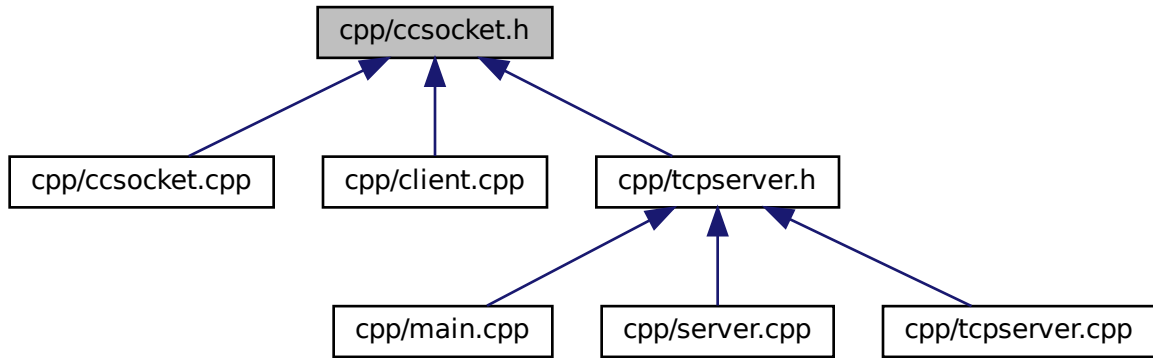 cpp/ccsocket.h
cpp/ccsocket.cpp
cpp/client.cpp
cpp/tcpserver.h
cpp/main.cpp
cpp/server.cpp
cpp/tcpserver.cpp